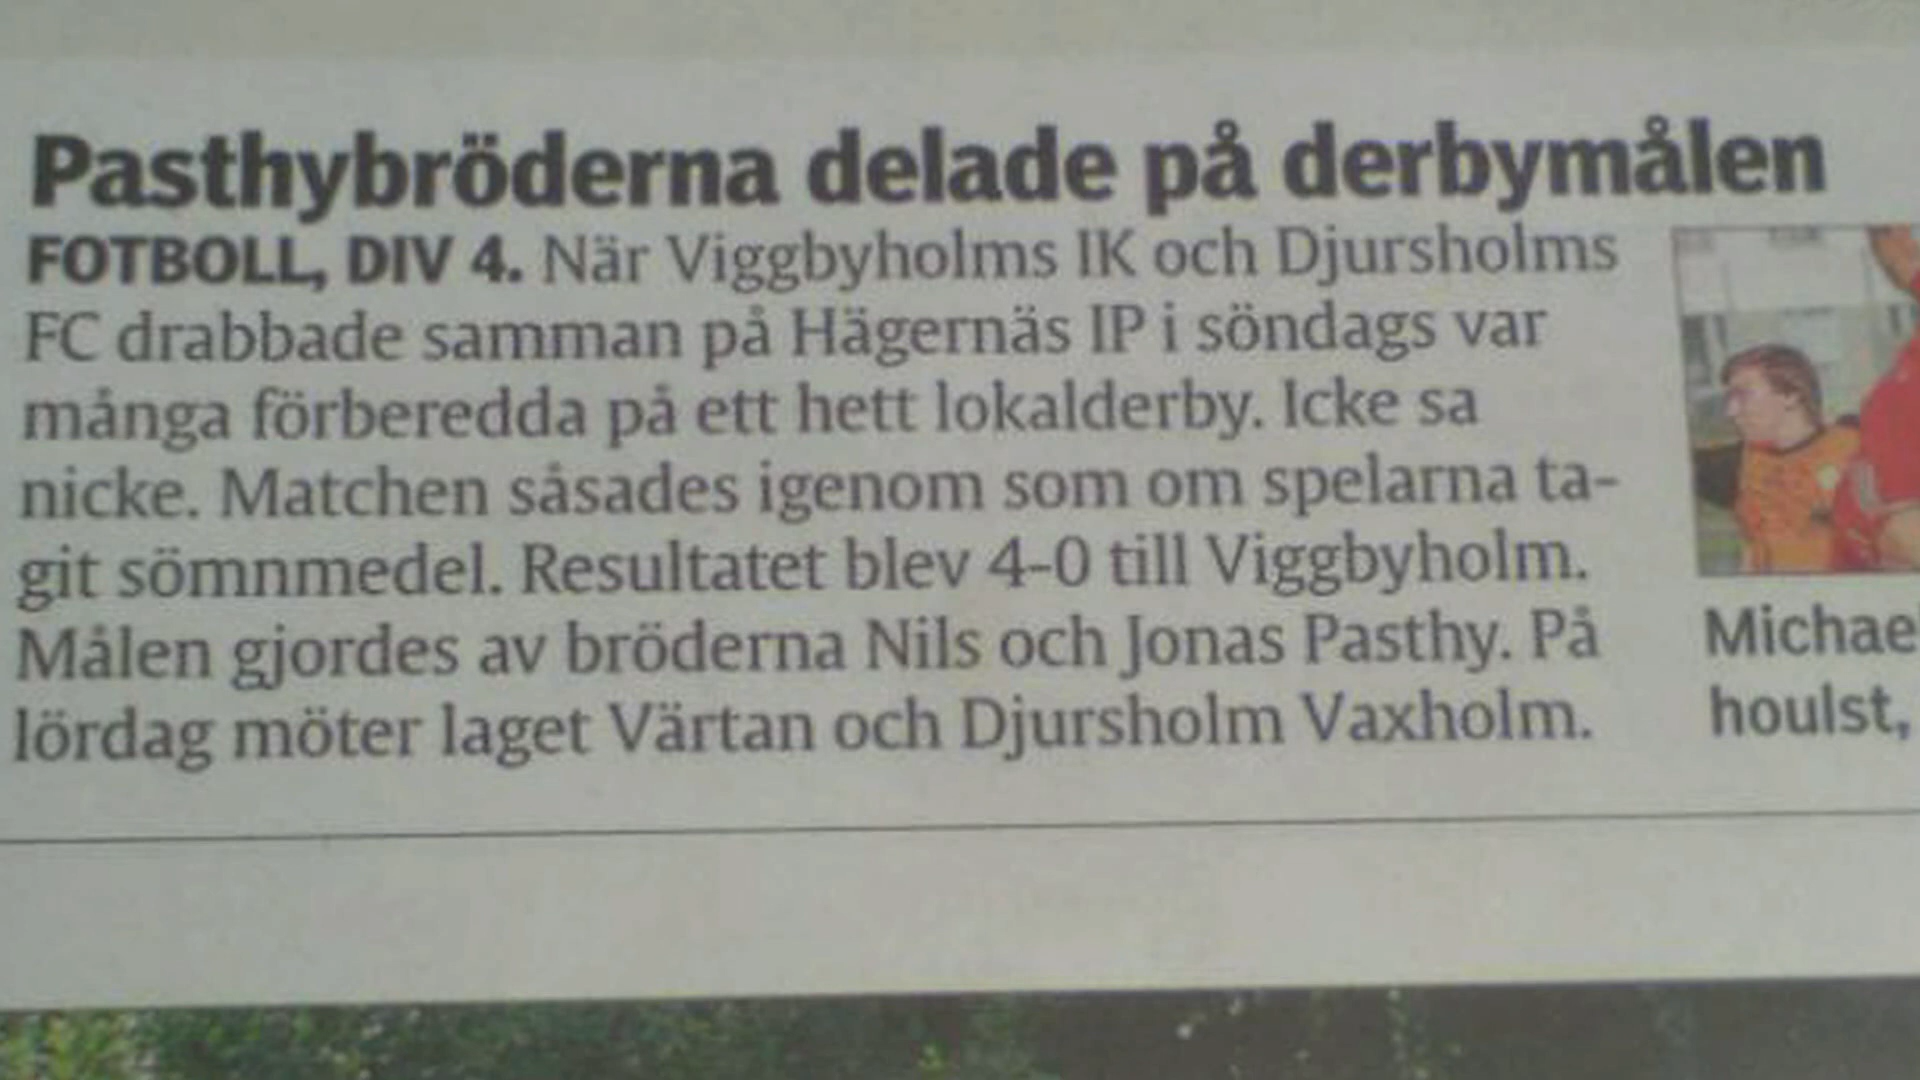 Pasthybröderna delade på derbymålen
FOTBOLL, DIV 4. När Viggbyholms IK och Djursholms
FC drabbade samman på Hägernäs IP i söndags var
många förberedda på ett hett lokalderby. Icke sa
nicke. Matchen såsades igenom som om spelarna ta-
git sömnmedel. Resultatet blev 4-0 till Viggbyholm.
Målen gjordes av bröderna Nils och Jonas Pasthy. På
lördag möter laget Värtan och Djursholm Vaxholm.
Michae
houlst,